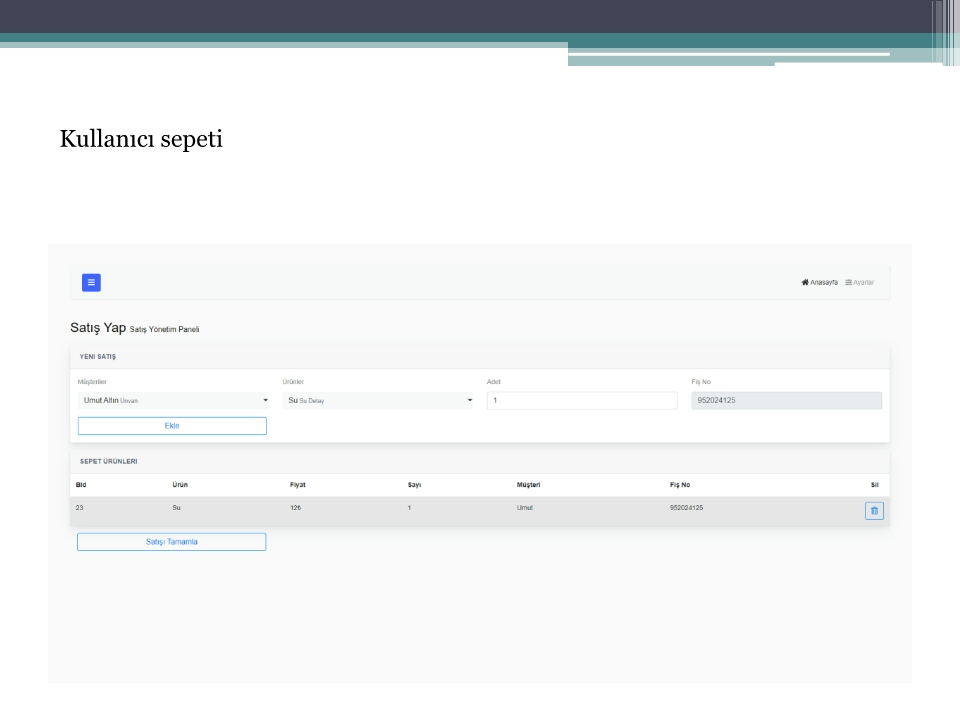 Kullanıcı sepeti
Anasayfa Ayarlar
Satış Yap Satış Yönetim Paneli
YENİ SATIŞ
Müşteriler Ürünler Adet Fiş No
Umut Altın Unvan Su Su Detay 1 952024125
Ekle
SEPET ÜRÜNLERİ
BId Ürün Fiyat Sayı Müşteri Fiş No Sil
23 Su 126 1 Umut 952024125
Satışı Tamamla